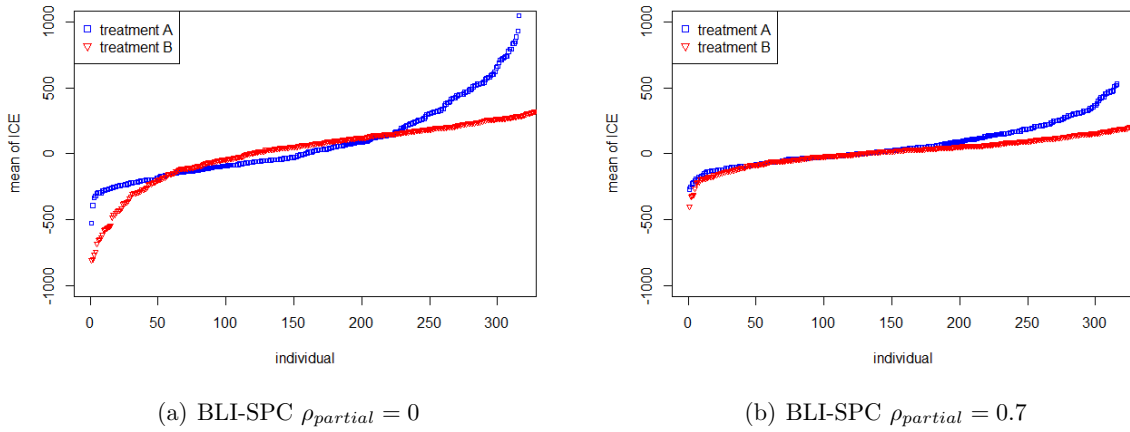 treatment A
treatment B
mean of ICE
1000
500
0
-500
-1000
0 50 100 150 200 250 300
individual
(a) BLI-SPC ρpartial = 0
treatment A
treatment B
mean of ICE
1000
500
0
-500
-1000
0 50 100 150 200 250 300
individual
(b) BLI-SPC ρpartial = 0.7